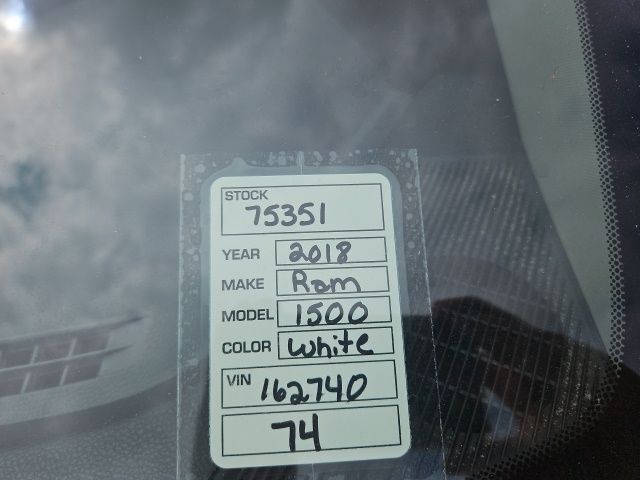 STOCK
75351
YEAR 2018
MAKE Ram
MODEL 1500
COLOR White
VIN 162740
74